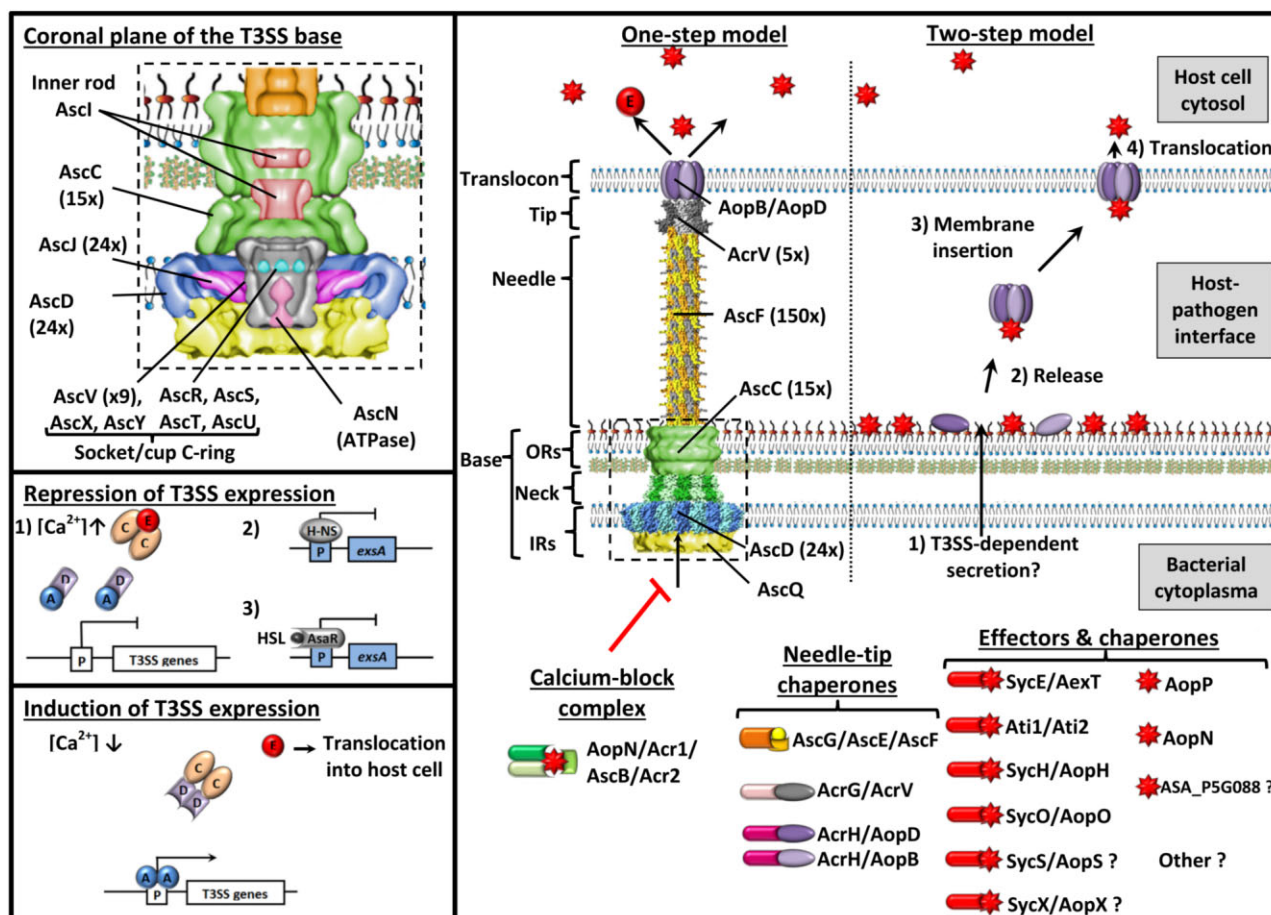 Coronal plane of the T3SS base
Inner rod
AscI
AscC
(15x)
AscJ (24x)
AscD
(24x)
AscV (x9),
AscX, AscY
AscR, AscS,
AscT, AscU,
Socket/cup C-ring
AscN
(ATPase)
Repression of T3SS expression
1) [Ca²⁺]↑
C
E
C
D
A
D
A
P
T3SS genes
2)
H-NS
P
exsA
3)
HSL
AsaR
P
exsA
Induction of T3SS expression
[Ca²⁺] ↓
E
Translocation
into host cell
C
C
D
D
A
A
P
T3SS genes
One-step model
E
Translocon
Tip
Needle
Base
ORs
Neck
IRs
AopB/AopD
AcrV (5x)
AscF (150x)
AscC (15x)
AscD (24x)
AscQ
Two-step model
4) Translocation
3) Membrane
insertion
2) Release
1) T3SS-dependent
secretion?
Host cell
cytosol
Host-
pathogen
interface
Bacterial
cytoplasma
Calcium-block
complex
AopN/Acr1/
AscB/Acr2
Needle-tip
chaperones
AscG/AscE/AscF
AcrG/AcrV
AcrH/AopD
AcrH/AopB
Effectors & chaperones
SycE/AexT
Ati1/Ati2
SycH/AopH
SycO/AopO
SycS/AopS ?
SycX/AopX ?
AopP
AopN
ASA_P5G088 ?
Other ?